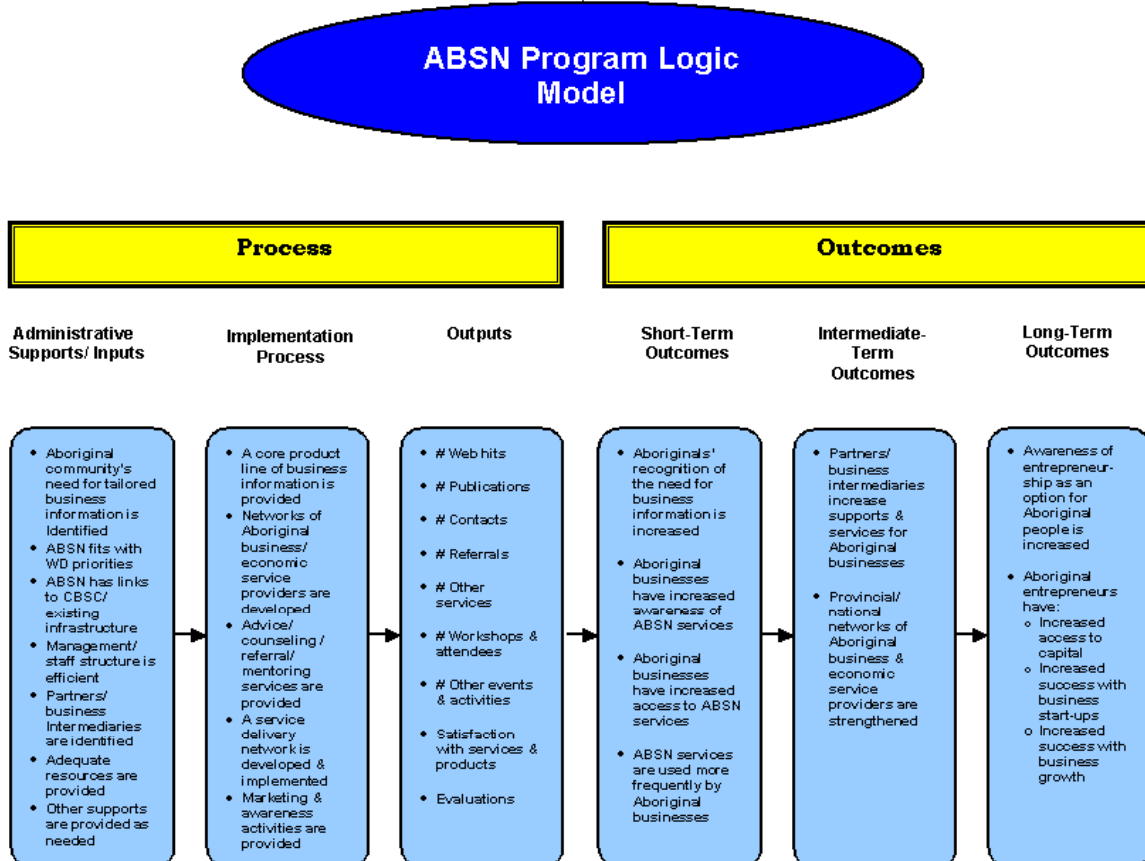 ABSN Program Logic
Model
Process
Outcomes
Administrative
Supports/ Inputs
Implementation
Process
Outputs
Short-Term
Outcomes
Intermediate-
Term
Outcomes
Long-Term
Outcomes
• Aboriginal
community's
need for tailored
business
information is
Identified
• ABSN fits with
WD priorities
• ABSN has links
to CBSC/
existing
infrastructure
• Management/
staff structure is
efficient
• Partners/
business
Intermediaries
are identified
• Adequate
resources are
provided
• Other supports
are provided as
needed
• A core product
line of business
information is
provided
• Networks of
Aboriginal
business/
economic
service
providers are
developed
• Advice/
counseling /
referral/
mentoring
services are
provided
• A service
delivery
network is
developed &
implemented
• Marketing &
awareness
activities are
provided
• # Web hits
• # Publications
• # Contacts
• # Referrals
• # Other
services
• # Workshops &
attendees
• # Other events
& activities
• Satisfaction
with services &
products
• Evaluations
• Aboriginals'
recognition of
the need for
business
information is
increased
• Aboriginal
businesses
have increased
awareness of
ABSN services
• Aboriginal
businesses
have increased
access to ABSN
services
• ABSN services
are used more
frequently by
Aboriginal
businesses
• Partners/
business
intermediaries
increase
supports &
services for
Aboriginal
businesses
• Provincial/
national
networks of
Aboriginal
business &
economic
service
providers are
strengthened
• Awareness of
entrepreneur-
ship as an
option for
Aboriginal
people is
increased
• Aboriginal
entrepreneurs
have:
o Increased
access to
capital
o Increased
success with
business
start-ups
o Increased
success with
business
growth